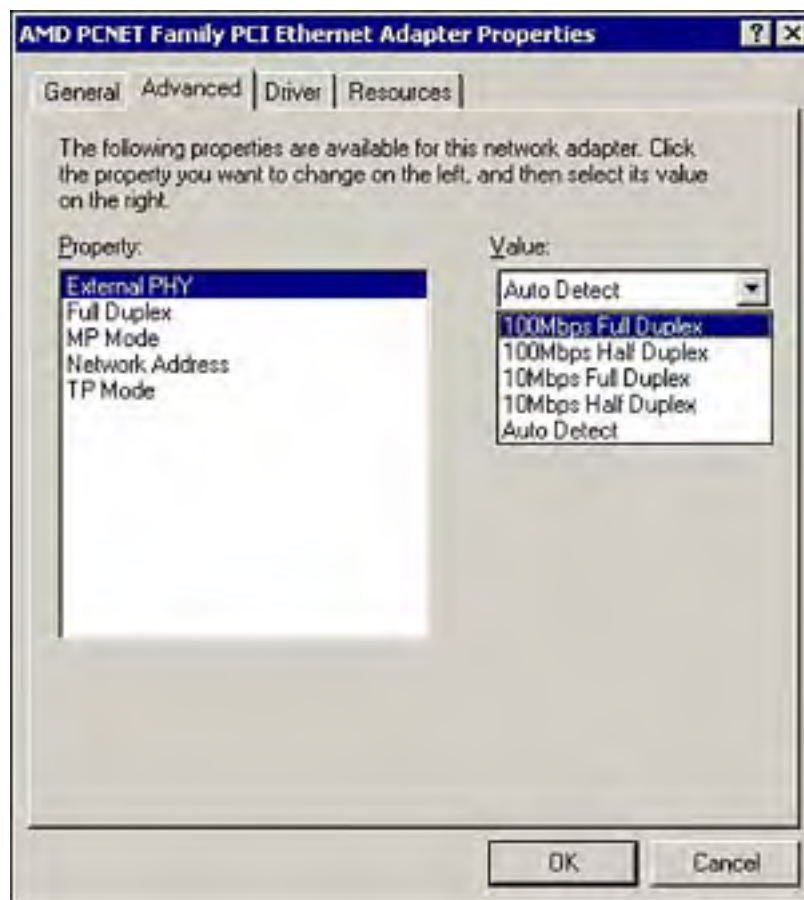 AMD PCNET Family PCI Ethernet Adapter Properties
General Advanced Driver Resources
The following properties are available for this network adapter. Click
the property you want to change on the left, and then select its value
on the right.
Property:
External PHY
Full Duplex
MP Mode
Network Address
TP Mode
Value:
Auto Detect
100Mbps Full Duplex
100Mbps Half Duplex
10Mbps Full Duplex
10Mbps Half Duplex
Auto Detect
OK Cancel